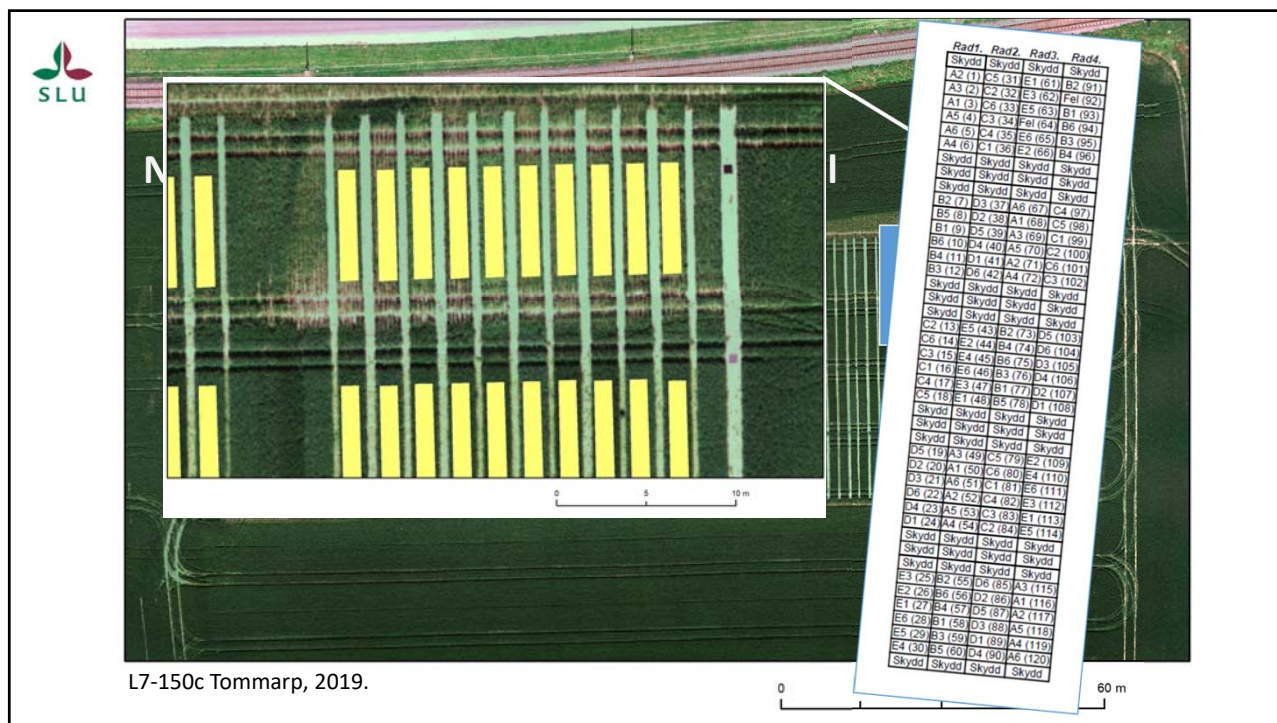 SLU
N l
Rad1. Rad2. Rad3. Rad4.
Skydd Skydd Skydd Skydd
A2 (1) C5 (31) E1 (61) B2 (91)
A3 (2) C2 (32) E3 (62) Fel (92)
A1 (3) C6 (33) E5 (63) B1 (93)
A5 (4) C3 (34) Fel (64) B6 (94)
A6 (5) C4 (35) E6 (65) B3 (95)
A4 (6) C1 (36) E2 (66) B4 (96)
Skydd Skydd Skydd Skydd
Skydd Skydd Skydd Skydd
Skydd Skydd Skydd Skydd
B2 (7) D3 (37) A6 (67) C4 (97)
B5 (8) D2 (38) A1 (68) C5 (98)
B1 (9) D5 (39) A3 (69) C1 (99)
B6 (10) D4 (40) A5 (70) C2 (100)
B4 (11) D1 (41) A2 (71) C6 (101)
B3 (12) D6 (42) A4 (72) C3 (102)
Skydd Skydd Skydd Skydd
Skydd Skydd Skydd Skydd
Skydd Skydd Skydd Skydd
C2 (13) E5 (43) B2 (73) D5 (103)
C6 (14) E2 (44) B4 (74) D6 (104)
C3 (15) E4 (45) B6 (75) D3 (105)
C1 (16) E6 (46) B3 (76) D4 (106)
C4 (17) E3 (47) B1 (77) D2 (107)
C5 (18) E1 (48) B5 (78) D1 (108)
Skydd Skydd Skydd Skydd
Skydd Skydd Skydd Skydd
Skydd Skydd Skydd Skydd
D5 (19) A3 (49) C5 (79) E2 (109)
D2 (20) A1 (50) C6 (80) E4 (110)
D3 (21) A6 (51) C1 (81) E6 (111)
D6 (22) A2 (52) C4 (82) E3 (112)
D4 (23) A5 (53) C3 (83) E1 (113)
D1 (24) A4 (54) C2 (84) E5 (114)
Skydd Skydd Skydd Skydd
Skydd Skydd Skydd Skydd
Skydd Skydd Skydd Skydd
E3 (25) B2 (55) D6 (85) A3 (115)
E2 (26) B6 (56) D2 (86) A1 (116)
E1 (27) B4 (57) D5 (87) A2 (117)
E6 (28) B1 (58) D3 (88) A5 (118)
E5 (29) B3 (59) D1 (89) A4 (119)
E4 (30) B5 (60) D4 (90) A6 (120)
Skydd Skydd Skydd Skydd
0 5 10 m
L7-150c Tommarp, 2019.
0 60 m